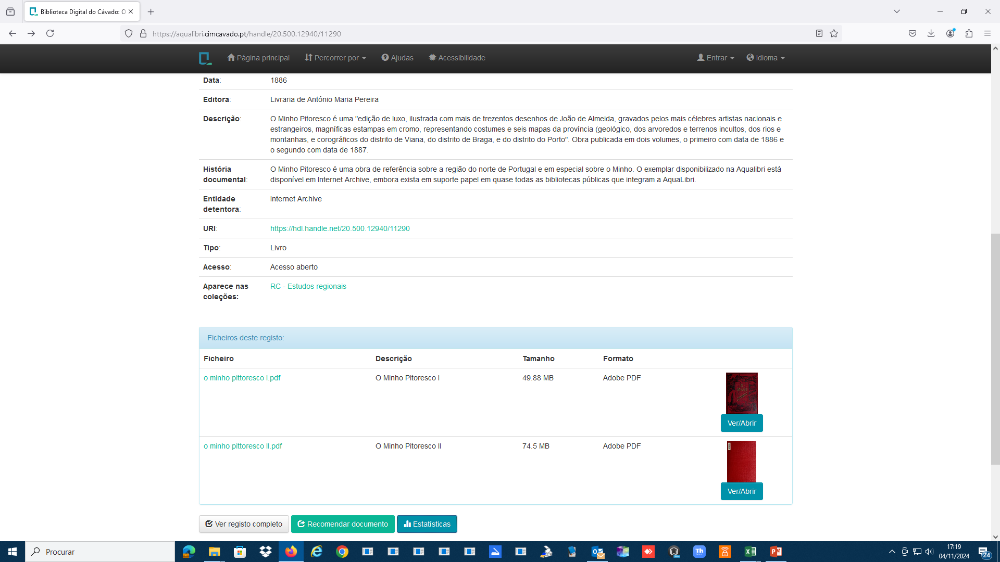 Biblioteca Digital do Cávado: O
https://aqualibri.cimcavado.pt/handle/20.500.12940/11290
Página principal Percorrer por Ajudas Acessibilidade Entrar Idioma
Data: 1886
Editora: Livraria de António Maria Pereira
Descrição: O Minho Pitoresco é uma "edição de luxo, ilustrada com mais de trezentos desenhos de João de Almeida, gravados pelos mais célebres artistas nacionais e
estrangeiros, magníficas estampas em cromo, representando costumes e seis mapas da província (geológico, dos arvoredos e terrenos incultos, dos rios e
montanhas, e corográficos do distrito de Viana, do distrito de Braga, e do distrito do Porto". Obra publicada em dois volumes, o primeiro com data de 1886 e
o segundo com data de 1887.
História documental: O Minho Pitoresco é uma obra de referência sobre a região do norte de Portugal e em especial sobre o Minho. O exemplar disponibilizado na Aqualibri está
disponível em Internet Archive, embora exista em suporte papel em quase todas as bibliotecas públicas que integram a AquaLibri.
Entidade detentora: Internet Archive
URI: https://hdl.handle.net/20.500.12940/11290
Tipo: Livro
Acesso: Acesso aberto
Aparece nas coleções: RC - Estudos regionais
Ficheiros deste registo:
Ficheiro Descrição Tamanho Formato
o minho pittoresco I.pdf O Minho Pitoresco I 49.88 MB Adobe PDF
Ver/Abrir
o minho pittoresco II.pdf O Minho Pitoresco II 74.5 MB Adobe PDF
Ver/Abrir
Ver registo completo Recomendar documento Estatísticas
Procurar
17:19
04/11/2024
24